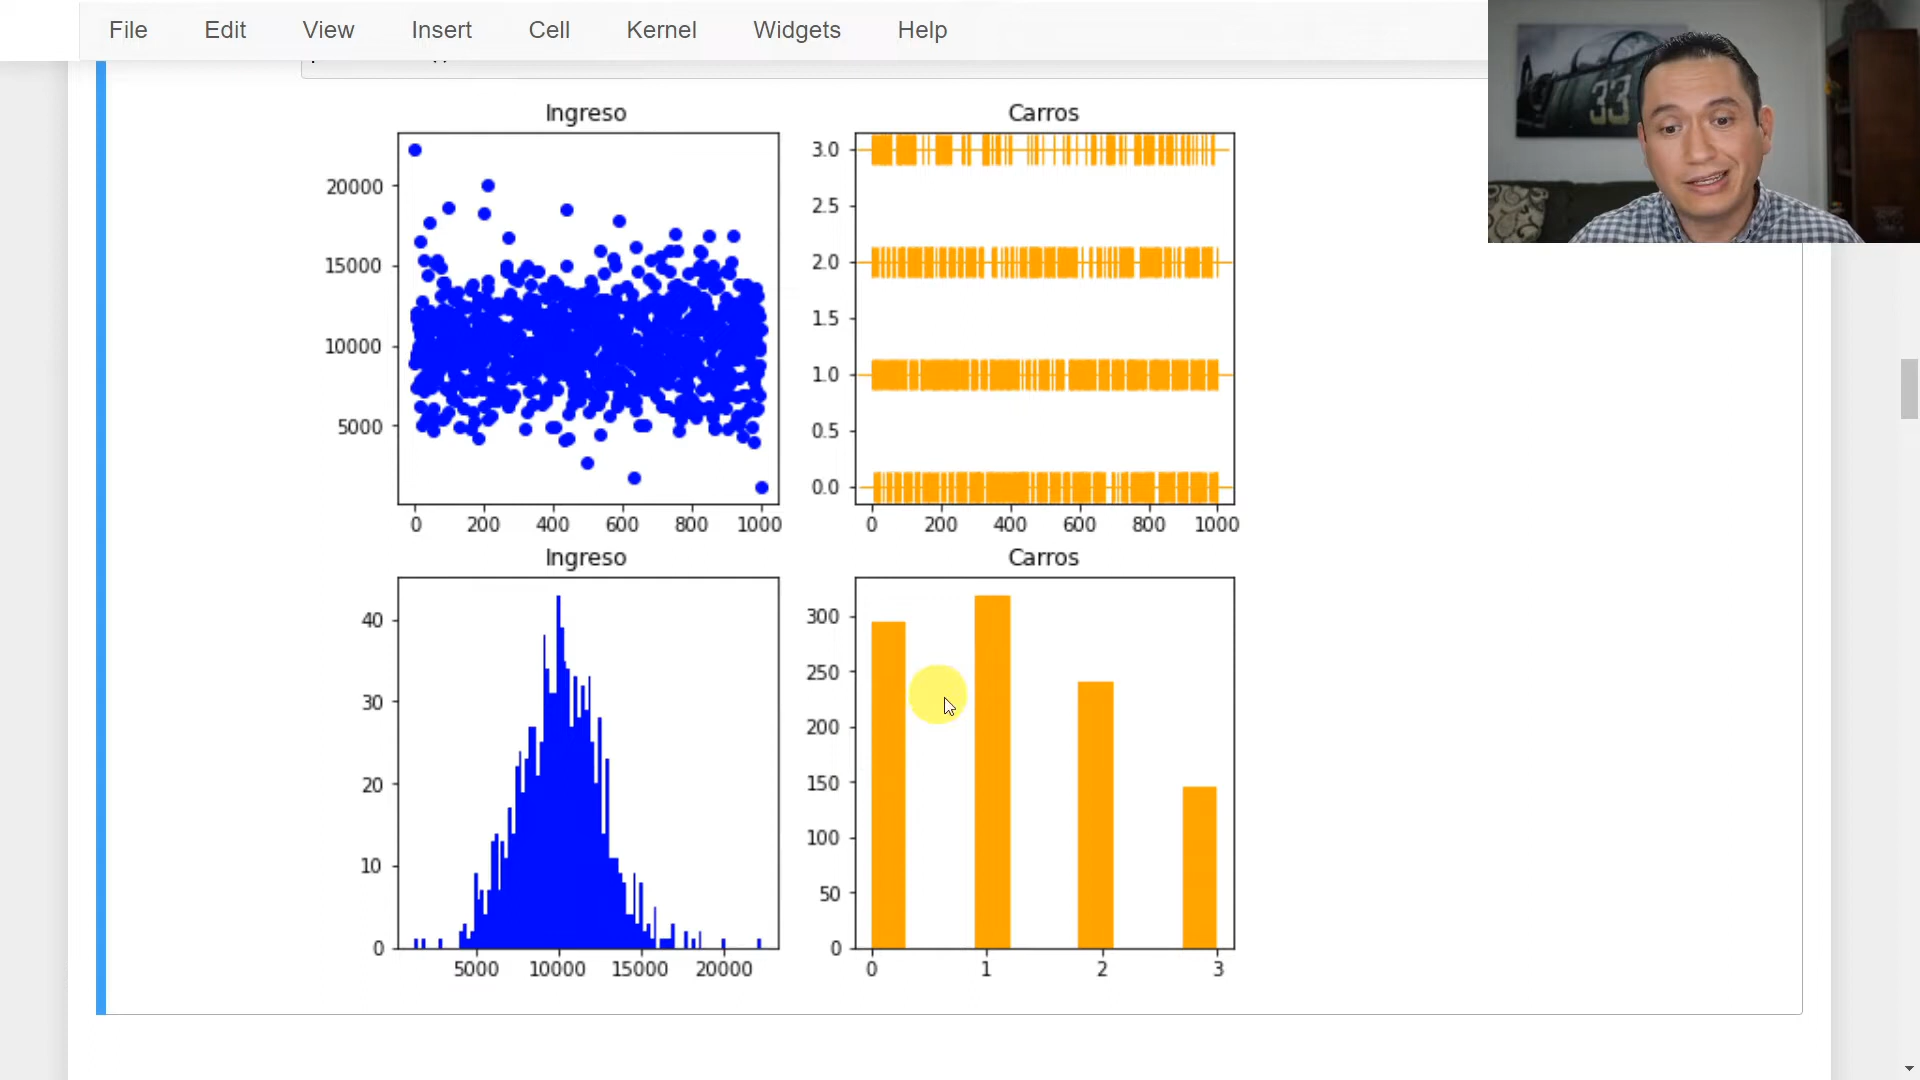 File Edit View Insert Cell Kernel Widgets Help
33
Ingreso
20000
15000
10000
5000
0 200 400 600 800 1000
Carros
3.0
2.5
2.0
1.5
1.0
0.5
0.0
0 200 400 600 800 1000
Ingreso
40
30
20
10
0
5000 10000 15000 20000
Carros
300
250
200
150
100
50
0
0 1 2 3